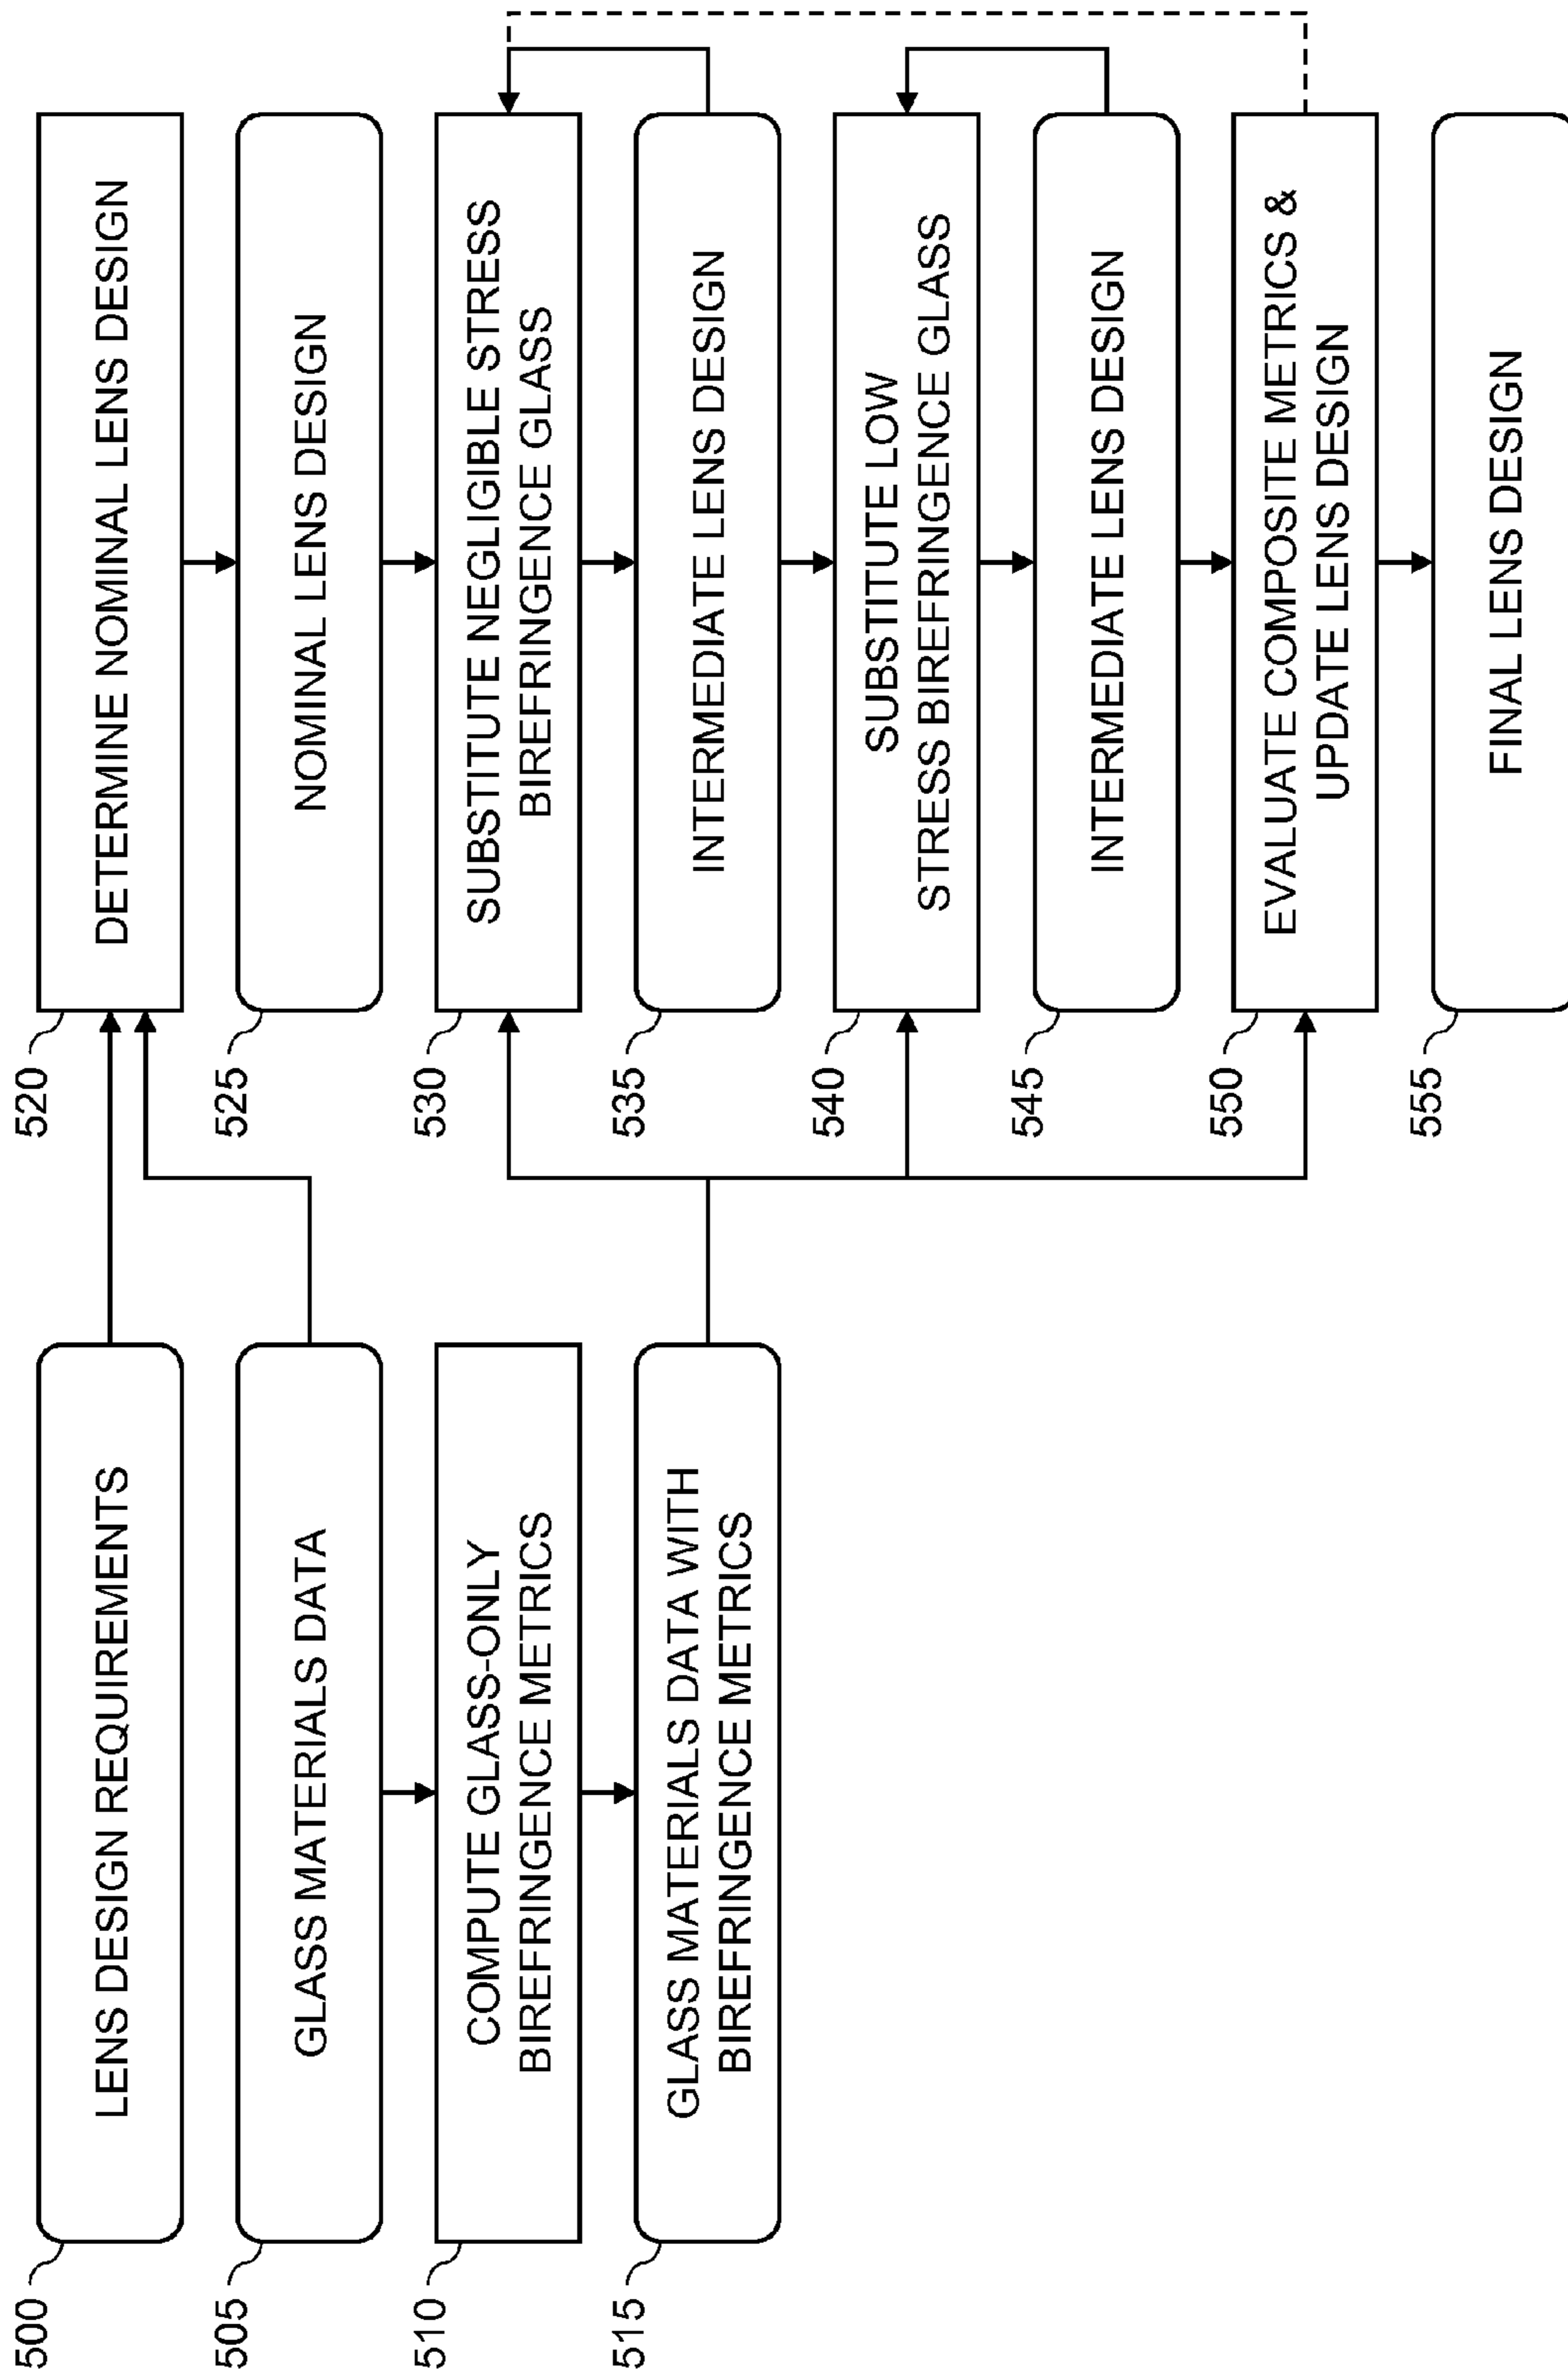 500
LENS DESIGN REQUIREMENTS
505
GLASS MATERIALS DATA
510
COMPUTE GLASS-ONLY
BIREFRINGENCE METRICS
515
GLASS MATERIALS DATA WITH
BIREFRINGENCE METRICS
520
DETERMINE NOMINAL LENS DESIGN
525
NOMINAL LENS DESIGN
530
SUBSTITUTE NEGLIGIBLE STRESS
BIREFRINGENCE GLASS
535
INTERMEDIATE LENS DESIGN
540
SUBSTITUTE LOW
STRESS BIREFRINGENCE GLASS
545
INTERMEDIATE LENS DESIGN
550
EVALUATE COMPOSITE METRICS &
UPDATE LENS DESIGN
555
FINAL LENS DESIGN